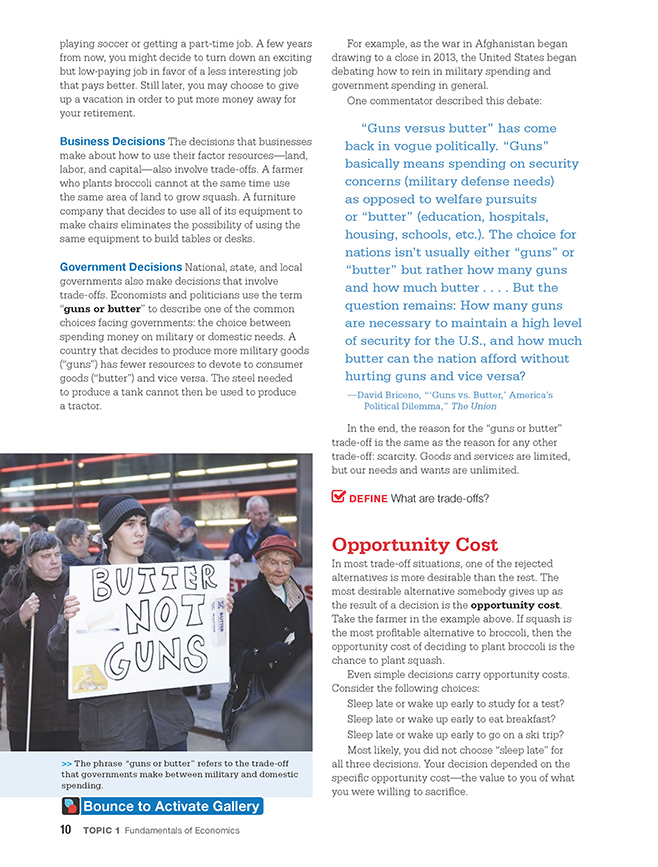 playing soccer or getting a part-time job. A few years
from now, you might decide to turn down an exciting
but low-paying job in favor of a less interesting job
that pays better. Still later, you may choose to give
up a vacation in order to put more money away for
your retirement.
Business Decisions The decisions that businesses
make about how to use their factor resources—land,
labor, and capital—also involve trade-offs. A farmer
who plants broccoli cannot at the same time use
the same area of land to grow squash. A furniture
company that decides to use all of its equipment to
make chairs eliminates the possibility of using the
same equipment to build tables or desks.
Government Decisions National, state, and local
governments also make decisions that involve
trade-offs. Economists and politicians use the term
“guns or butter” to describe one of the common
choices facing governments: the choice between
spending money on military or domestic needs. A
country that decides to produce more military goods
(“guns”) has fewer resources to devote to consumer
goods (“butter”) and vice versa. The steel needed
to produce a tank cannot then be used to produce
a tractor.
BUTTER
NOT
GUNS
>> The phrase “guns or butter” refers to the trade-off
that governments make between military and domestic
spending.
Bounce to Activate Gallery
For example, as the war in Afghanistan began
drawing to a close in 2013, the United States began
debating how to rein in military spending and
government spending in general.
One commentator described this debate:
“Guns versus butter” has come
back in vogue politically. “Guns”
basically means spending on security
concerns (military defense needs)
as opposed to welfare pursuits
or “butter” (education, hospitals,
housing, schools, etc.). The choice for
nations isn’t usually either “guns” or
“butter” but rather how many guns
and how much butter . . . . But the
question remains: How many guns
are necessary to maintain a high level
of security for the U.S., and how much
butter can the nation afford without
hurting guns and vice versa?
—David Briceno, “‘Guns vs. Butter,’ America’s
Political Dilemma,” The Union
In the end, the reason for the “guns or butter”
trade-off is the same as the reason for any other
trade-off: scarcity. Goods and services are limited,
but our needs and wants are unlimited.
DEFINE What are trade-offs?
Opportunity Cost
In most trade-off situations, one of the rejected
alternatives is more desirable than the rest. The
most desirable alternative somebody gives up as
the result of a decision is the opportunity cost.
Take the farmer in the example above. If squash is
the most profitable alternative to broccoli, then the
opportunity cost of deciding to plant broccoli is the
chance to plant squash.
Even simple decisions carry opportunity costs.
Consider the following choices:
Sleep late or wake up early to study for a test?
Sleep late or wake up early to eat breakfast?
Sleep late or wake up early to go on a ski trip?
Most likely, you did not choose “sleep late” for
all three decisions. Your decision depended on the
specific opportunity cost—the value to you of what
you were willing to sacrifice.
10 TOPIC 1 Fundamentals of Economics